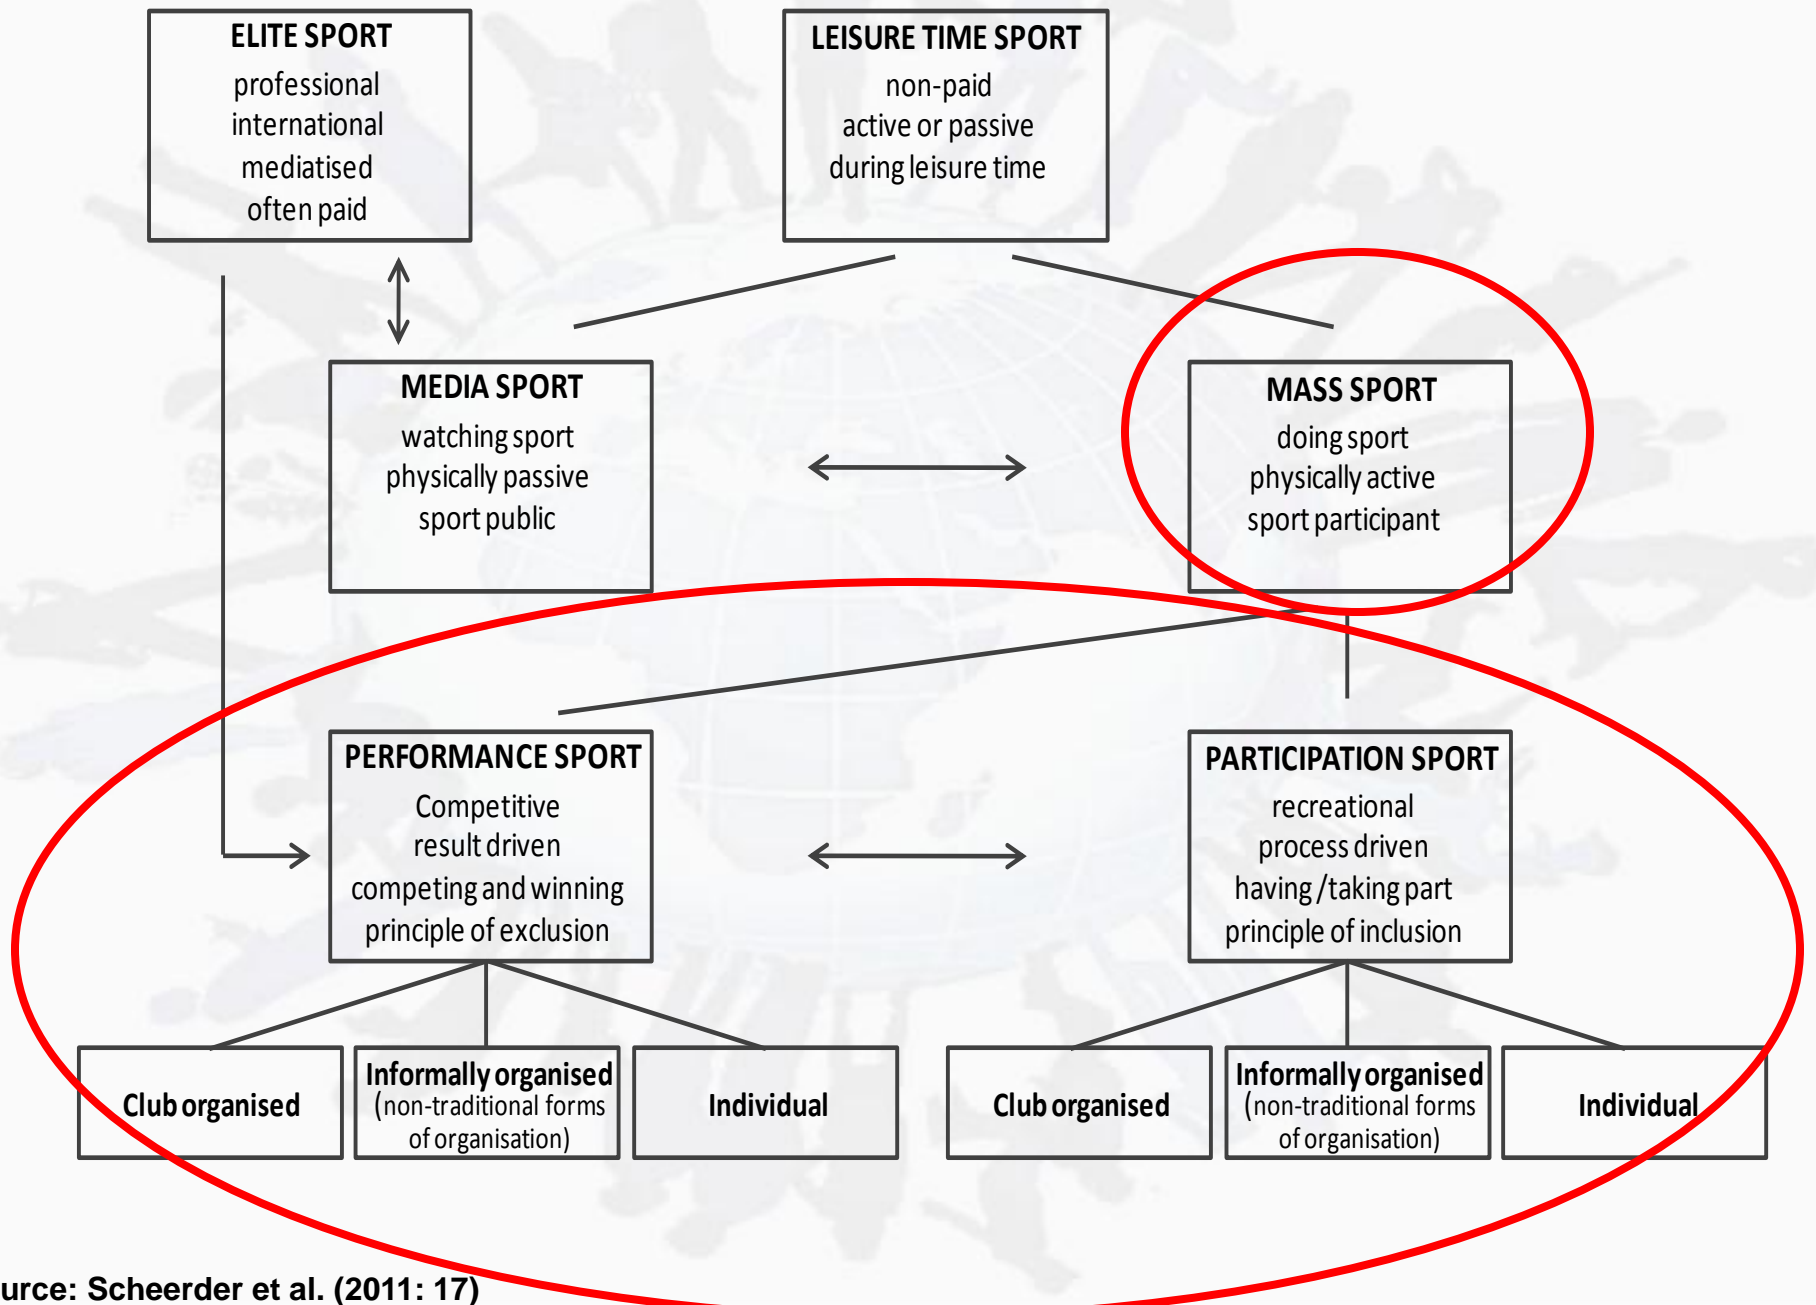 ELITE SPORT
professional
international
mediatised
often paid
LEISURE TIME SPORT
non-paid
active or passive
during leisure time
MEDIA SPORT
watching sport
physically passive
sport public
MASS SPORT
doing sport
physically active
sport participant
PERFORMANCE SPORT
Competitive
result driven
competing and winning
principle of exclusion
PARTICIPATION SPORT
recreational
process driven
having /taking part
principle of inclusion
Club organised
Informally organised
(non-traditional forms
of organisation)
Individual
Club organised
Informally organised
(non-traditional forms
of organisation)
Individual
urce: Scheerder et al. (2011: 17)